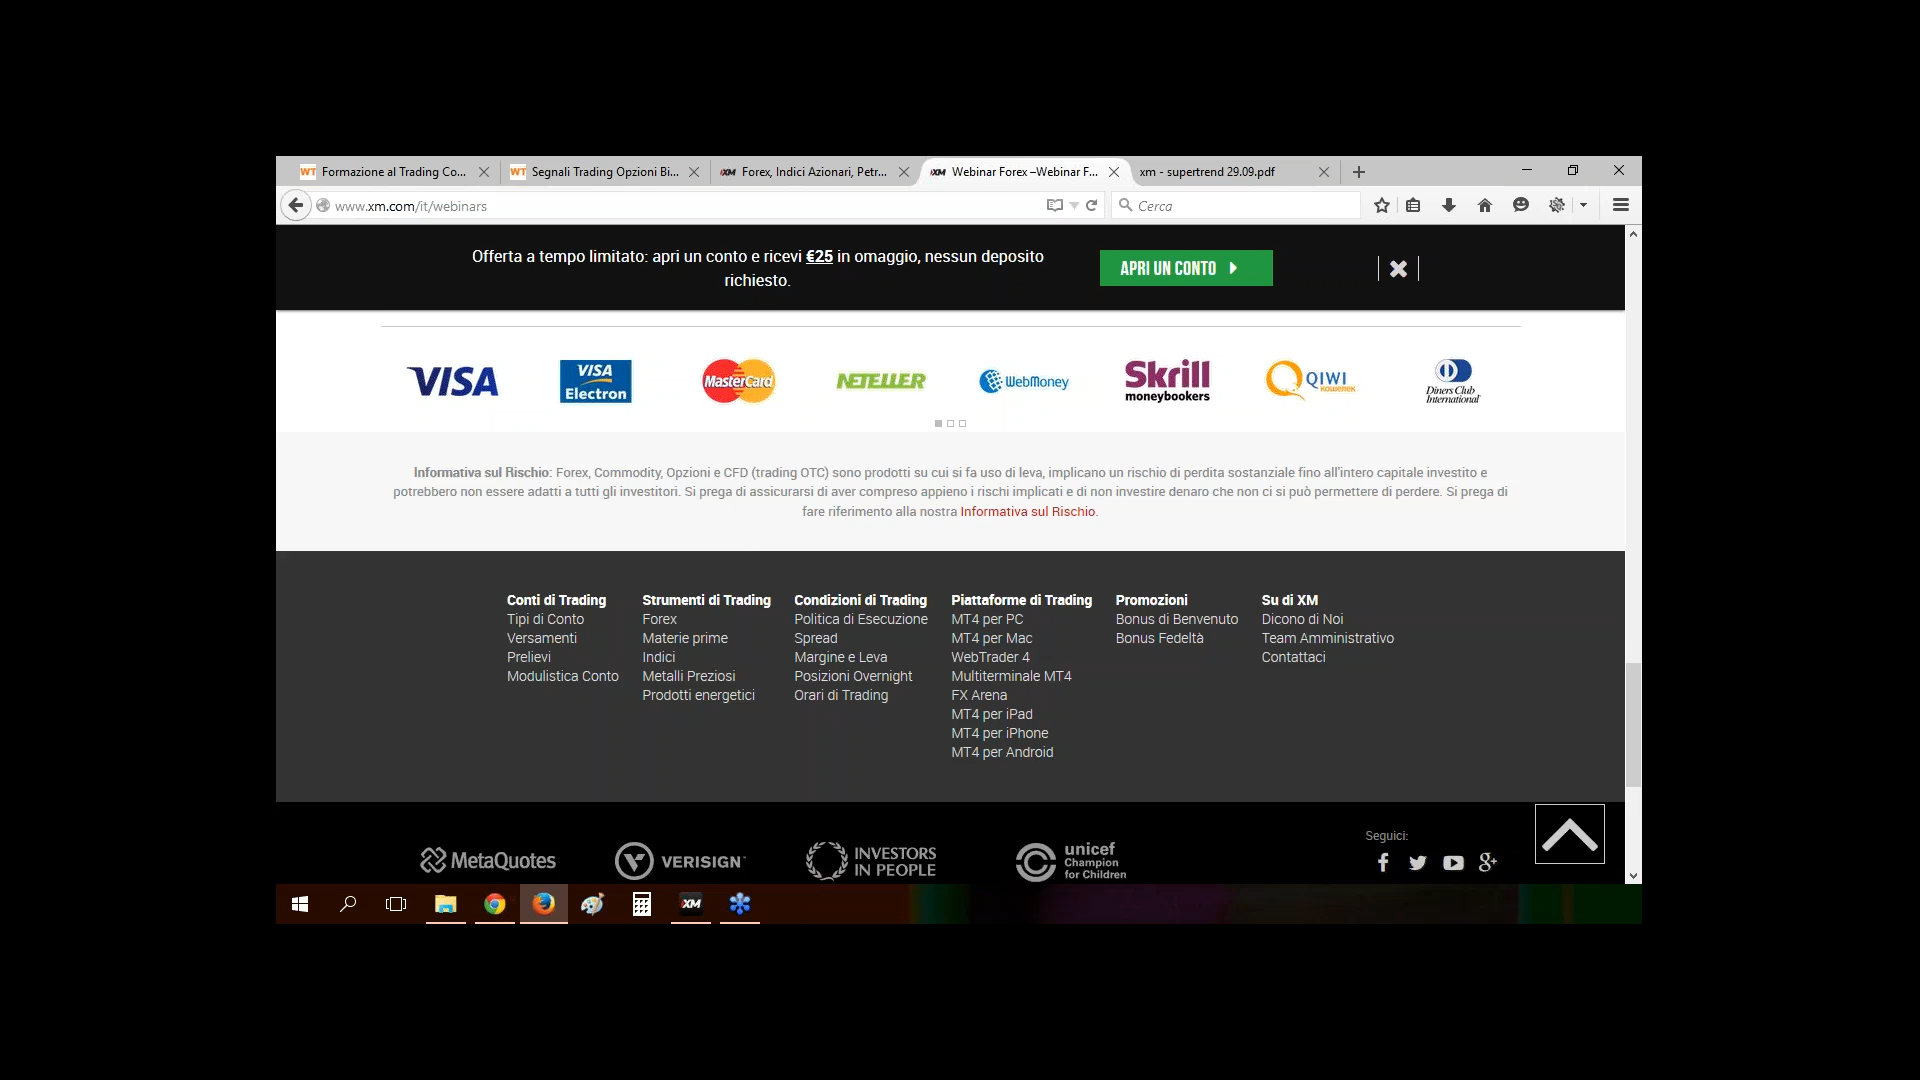 WT Formazione al Trading Co...
WT Segnali Trading Opzioni Bi...
XM Forex, Indici Azionari, Petr...
XM Webinar Forex –Webinar F...
xm - supertrend 29.09.pdf
www.xm.com/it/webinars
Cerca
Offerta a tempo limitato: apri un conto e ricevi €25 in omaggio, nessun deposito
richiesto.
APRI UN CONTO
VISA
VISA
Electron
MasterCard
NETELLER
WebMoney
Skrill
moneybookers
QIWI
КОШЕЛЕК
Diners Club
International
Informativa sul Rischio: Forex, Commodity, Opzioni e CFD (trading OTC) sono prodotti su cui si fa uso di leva, implicano un rischio di perdita sostanziale fino all'intero capitale investito e
potrebbero non essere adatti a tutti gli investitori. Si prega di assicurarsi di aver compreso appieno i rischi implicati e di non investire denaro che non ci si può permettere di perdere. Si prega di
fare riferimento alla nostra Informativa sul Rischio.
Conti di Trading
Tipi di Conto
Versamenti
Prelievi
Modulistica Conto
Strumenti di Trading
Forex
Materie prime
Indici
Metalli Preziosi
Prodotti energetici
Condizioni di Trading
Politica di Esecuzione
Spread
Margine e Leva
Posizioni Overnight
Orari di Trading
Piattaforme di Trading
MT4 per PC
MT4 per Mac
WebTrader 4
Multiterminale MT4
FX Arena
MT4 per iPad
MT4 per iPhone
MT4 per Android
Promozioni
Bonus di Benvenuto
Bonus Fedeltà
Su di XM
Dicono di Noi
Team Amministrativo
Contattaci
MetaQuotes
VERISIGN
INVESTORS
IN PEOPLE
unicef
Champion
for Children
Seguici:
XM